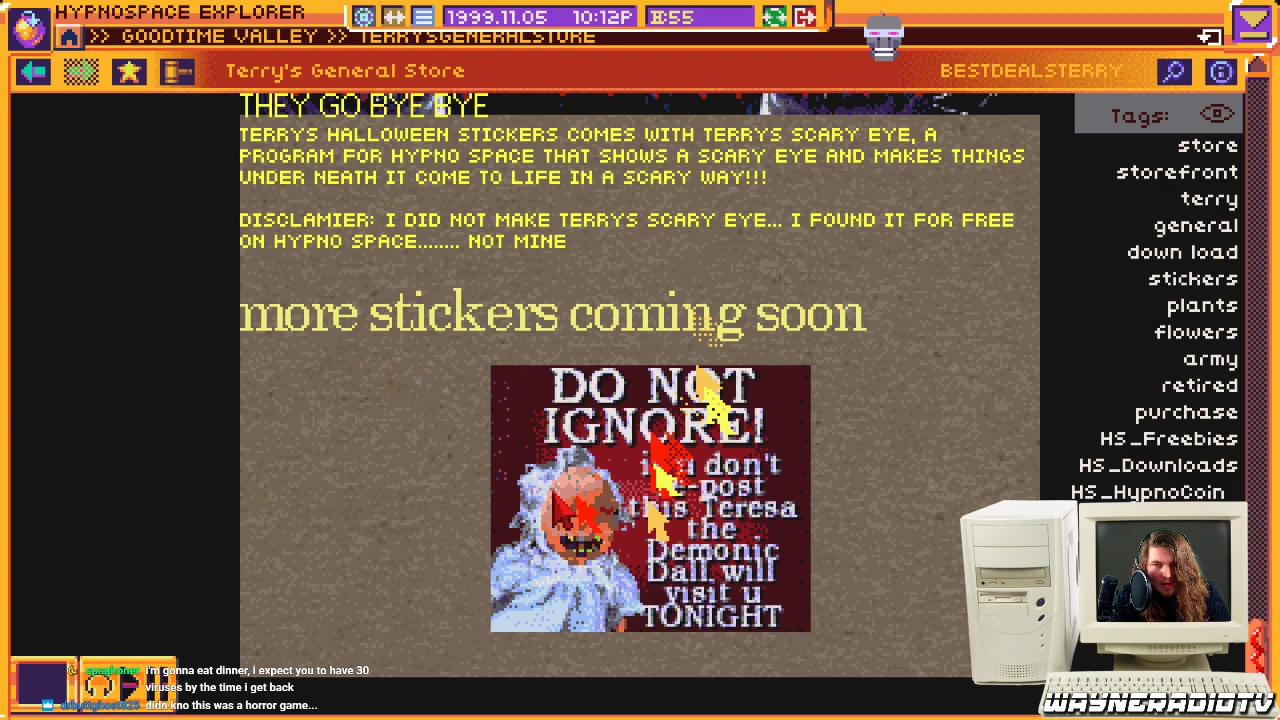 HYPNOSPACE EXPLORER
1999.11.05 10:12P
:55
>> GOODTIME VALLEY >> TERRYSGENERALSTORE
Terry's General Store
BESTDEALSTERRY
THEY GO BYE BYE
TERRYS HALLOWEEN STICKERS COMES WITH TERRYS SCARY EYE, A
PROGRAM FOR HYPNO SPACE THAT SHOWS A SCARY EYE AND MAKES THINGS
UNDER NEATH IT COME TO LIFE IN A SCARY WAY!!!
DISCLAMIER: I DID NOT MAKE TERRYS SCARY EYE... I FOUND IT FOR FREE
ON HYPNO SPACE........ NOT MINE
more stickers coming soon
DO NOT
IGNORE!
don't
-post
this Teresa
the
Demonic
Dall will
visit u
TONIGHT
Tags:
store
storefront
terry
general
down load
stickers
plants
flowers
army
retired
purchase
HS_Freebies
HS_Downloads
HS_HypnoCoin
spaghoner i'm gonna eat dinner, i expect you to have 30
viruses by the time i get back
didn kno this was a horror game...
WAYNERADIOTV